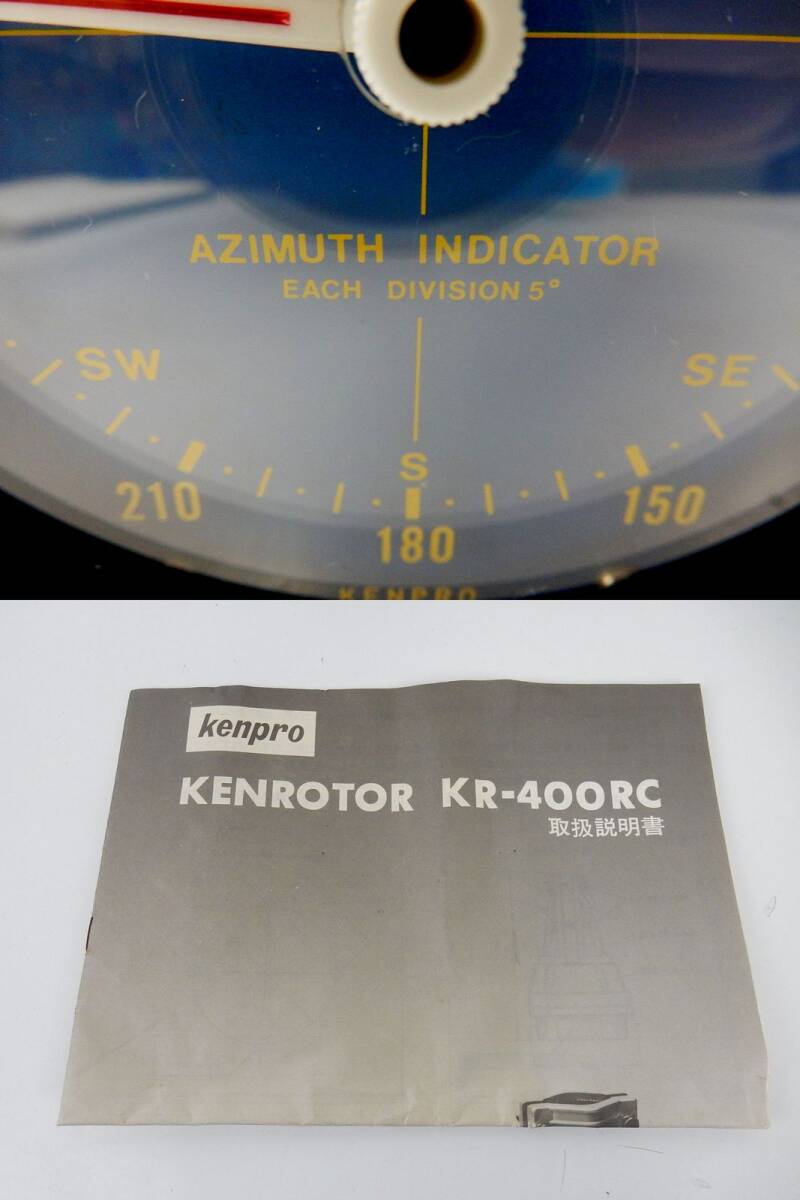 AZIMUTH INDICATOR
EACH DIVISION 5°
SW
SE
S
210
150
180
KENPRO
kenpro
KENROTOR KR-400RC
取扱説明書